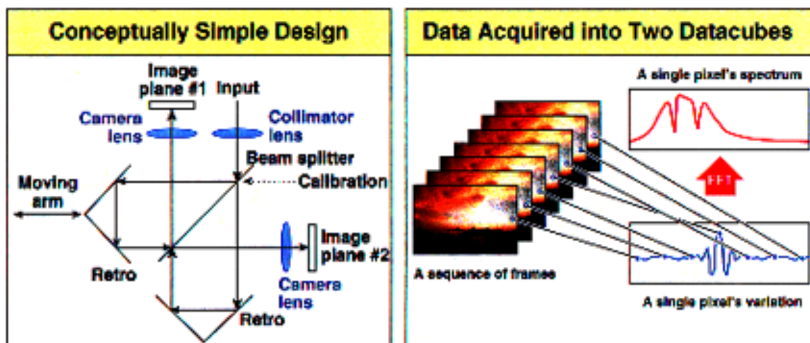 Conceptually Simple Design
Image
plane #1
Input
Camera
lens
Collimator
lens
Beam splitter
Calibration
Moving
arm
Retro
Image
plane #2
Camera
lens
Retro
Data Acquired into Two Datacubes
A single pixel's spectrum
FFT
A sequence of frames
A single pixel's variation